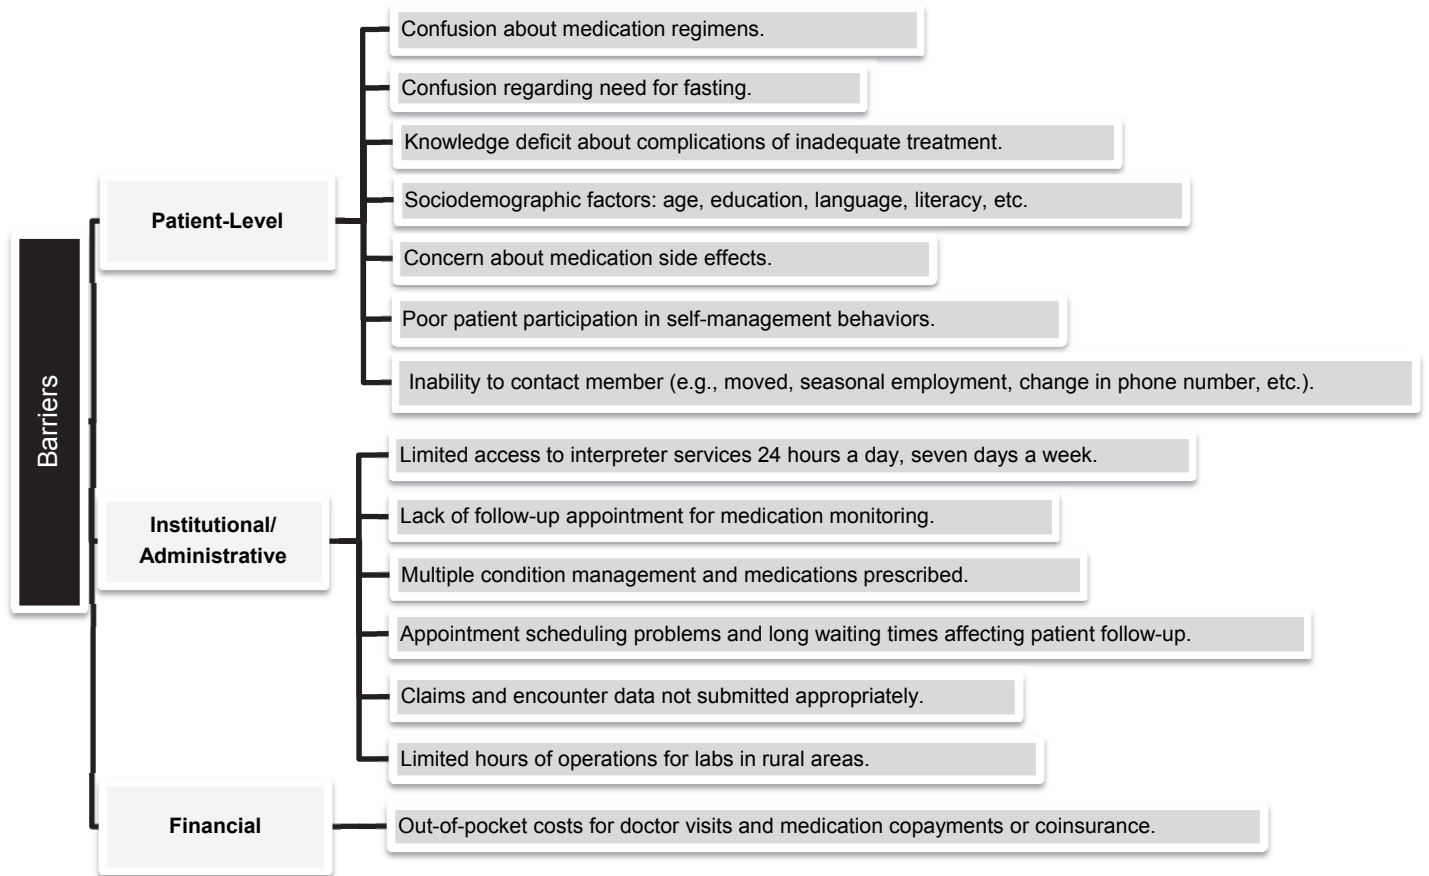 Barriers
Patient-Level
Confusion about medication regimens.
Confusion regarding need for fasting.
Knowledge deficit about complications of inadequate treatment.
Sociodemographic factors: age, education, language, literacy, etc.
Concern about medication side effects.
Poor patient participation in self-management behaviors.
Inability to contact member (e.g., moved, seasonal employment, change in phone number, etc.).
Institutional/
Administrative
Limited access to interpreter services 24 hours a day, seven days a week.
Lack of follow-up appointment for medication monitoring.
Multiple condition management and medications prescribed.
Appointment scheduling problems and long waiting times affecting patient follow-up.
Claims and encounter data not submitted appropriately.
Limited hours of operations for labs in rural areas.
Financial
Out-of-pocket costs for doctor visits and medication copayments or coinsurance.